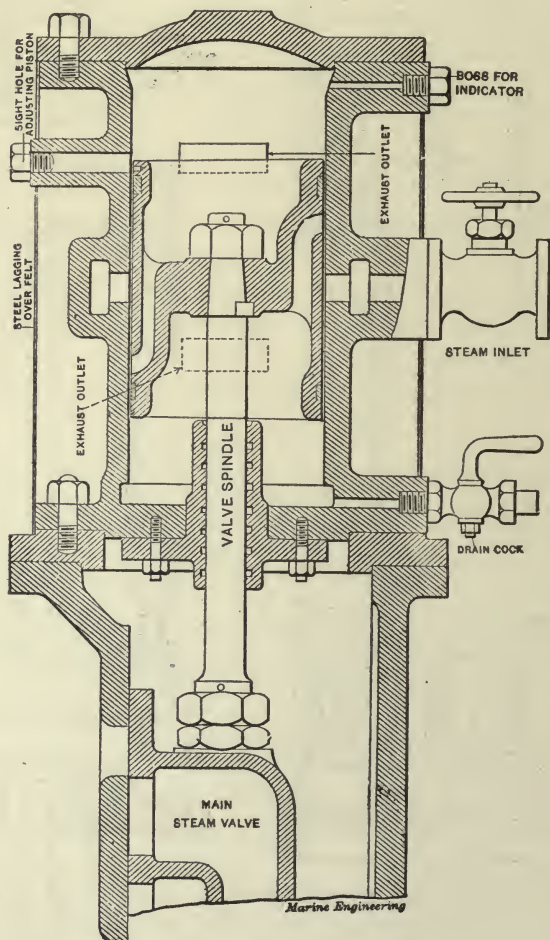 SIGHT HOLE FOR
ADJUSTING PISTON
BOSS FOR
INDICATOR
EXHAUST OUTLET
STEEL LAGGING
OVER FELT
STEAM INLET
EXHAUST OUTLET
VALVE SPINDLE
DRAIN COCK
MAIN
STEAM VALVE
Marine Engineering